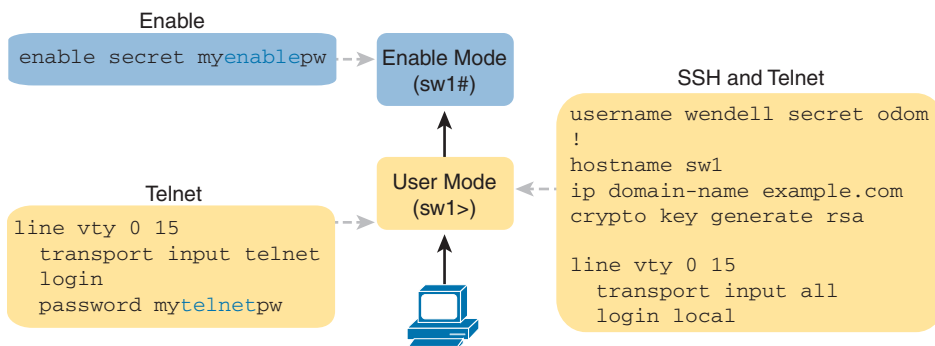 Enable
enable secret myenablepw
Enable Mode
(sw1#)
SSH and Telnet
username wendell secret odom
!
hostname sw1
ip domain-name example.com
crypto key generate rsa
line vty 0 15
transport input all
login local
User Mode
(sw1>)
Telnet
line vty 0 15
transport input telnet
login
password mytelnetpw